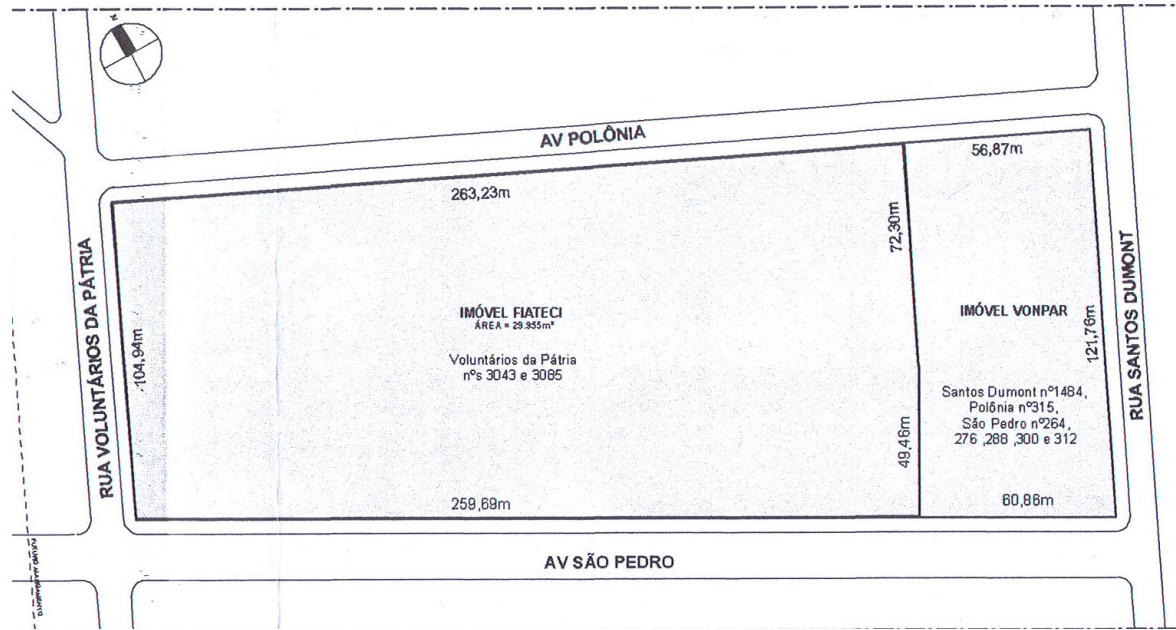 N
AV POLÔNIA
56,87m
263,23m
72,30m
RUA VOLUNTÁRIOS DA PÁTRIA
104,94m
IMÓVEL FIATECI
ÁREA = 29.955m²
Voluntários da Pátria
nºs 3043 e 3085
IMÓVEL VONPAR
121,76m
RUA SANTOS DUMONT
Santos Dumont nº1484,
Polônia nº315,
São Pedro nº264,
276 ,288 ,300 e 312
49,46m
259,69m
60,86m
AV SÃO PEDRO
FUTURO ALARGAMENTO